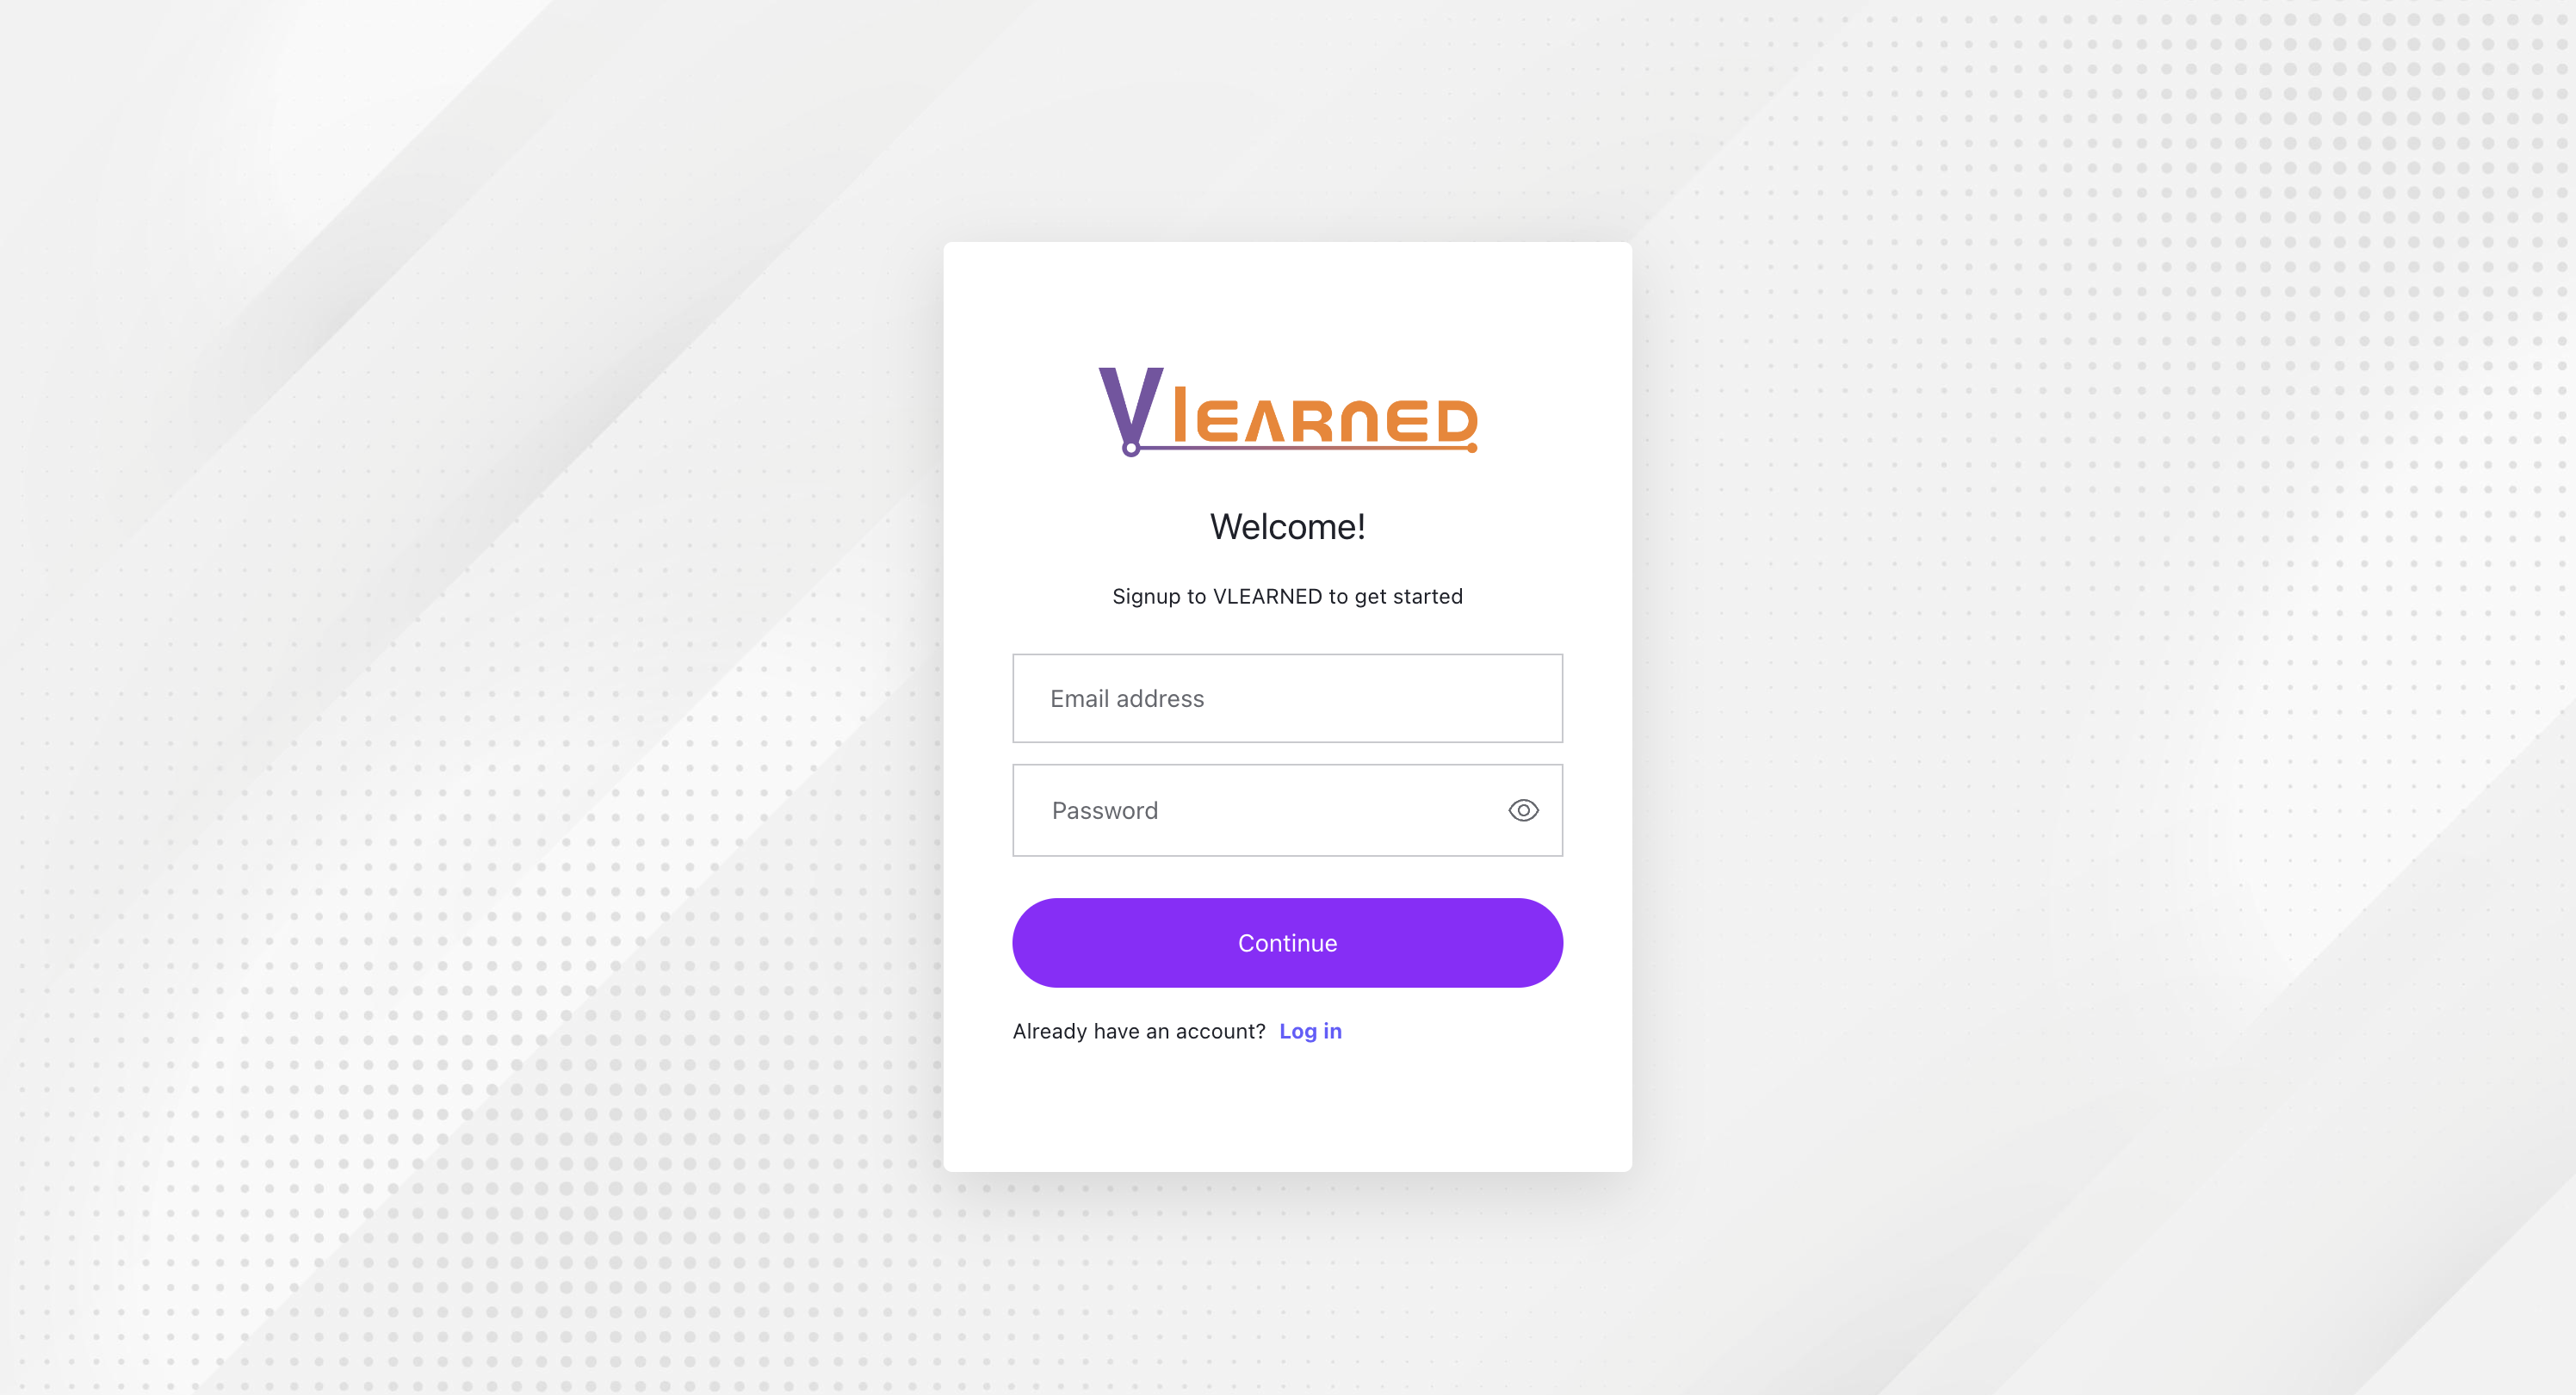 Vlearned
Welcome!
Signup to VLEARNED to get started
Email address
Password
Continue
Already have an account? Log in